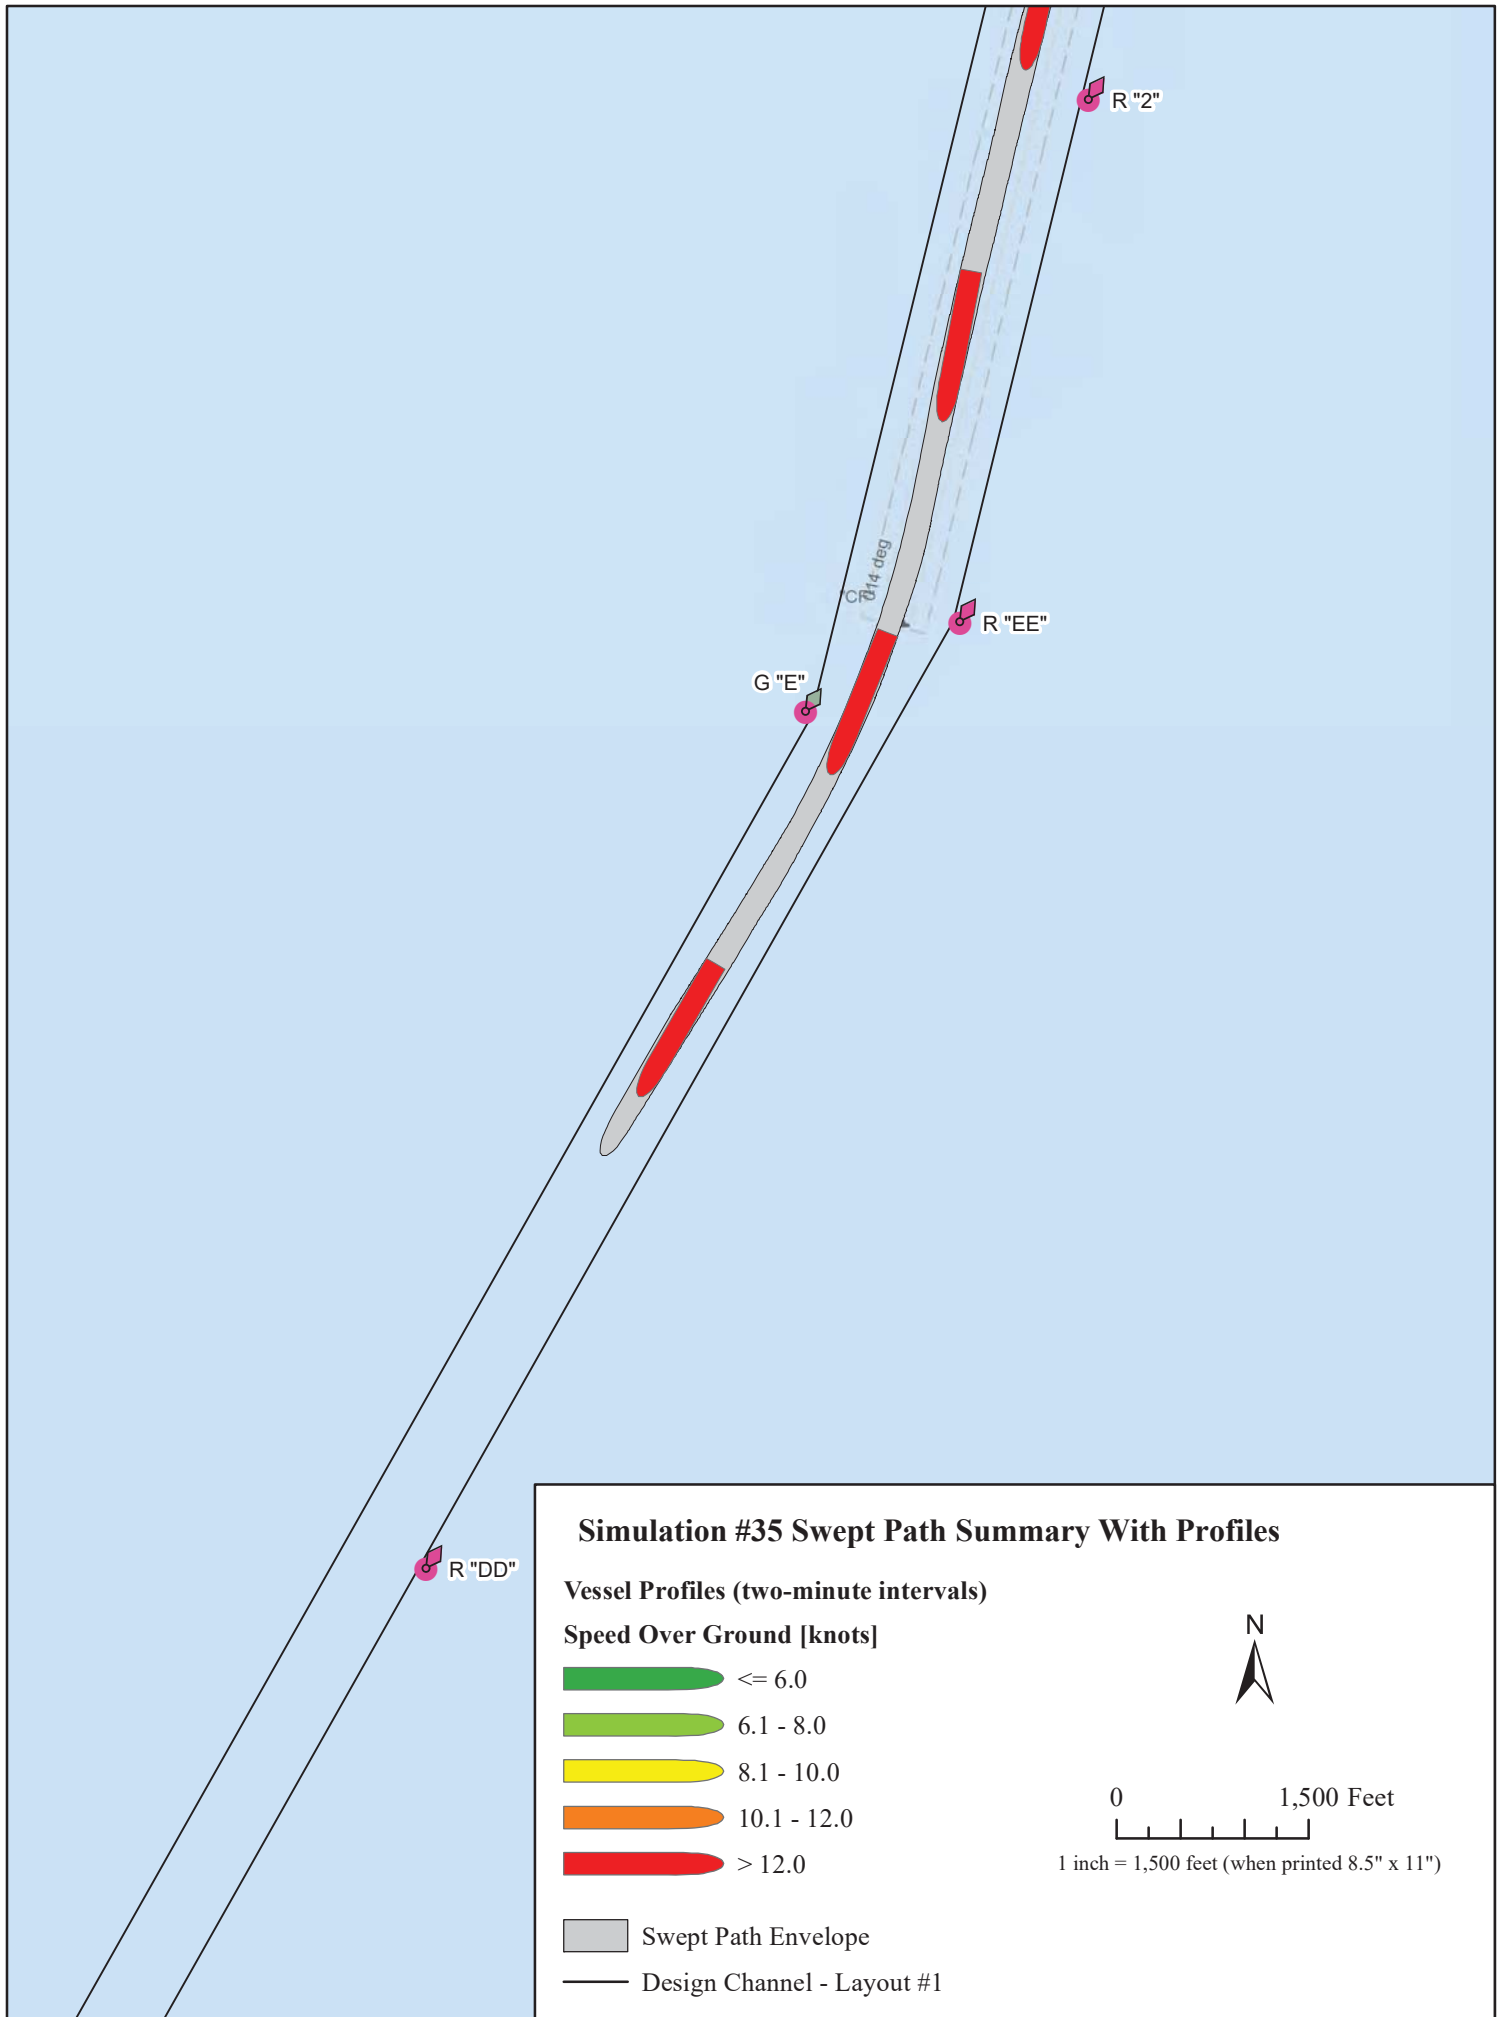 R "2"
014 deg
R "EE"
G "E"
R "DD"
Simulation #35 Swept Path Summary With Profiles
Vessel Profiles (two-minute intervals)
Speed Over Ground [knots]
<= 6.0
6.1 - 8.0
8.1 - 10.0
10.1 - 12.0
> 12.0
Swept Path Envelope
Design Channel - Layout #1
N
0 1,500 Feet
1 inch = 1,500 feet (when printed 8.5" x 11")